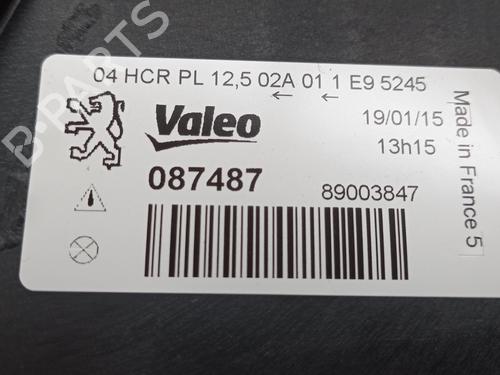 04 HCR PL 12,5 02A 01 1 E9 5245
← ←
Valeo
19/01/15
13h15
087487
89003847
Made in France 5
B-PARTS